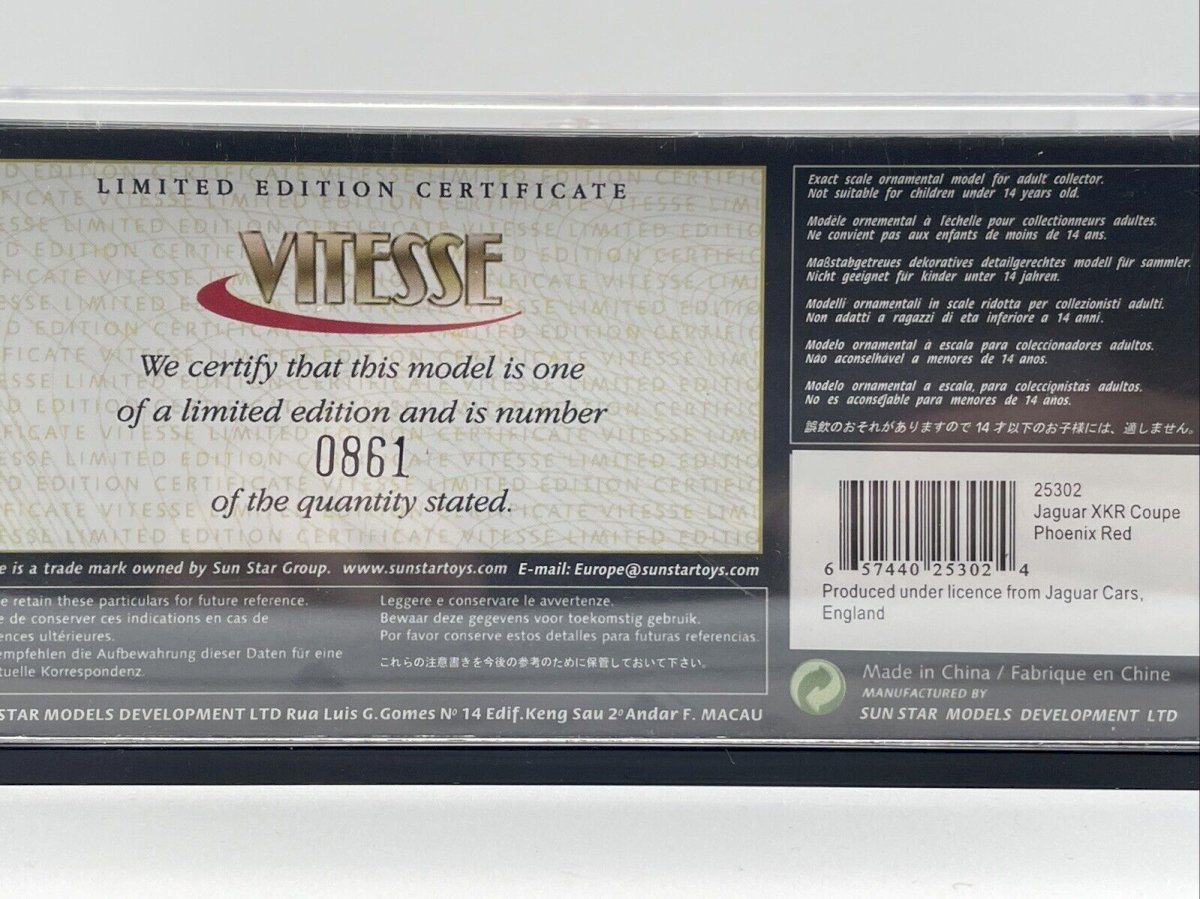 LIMITED EDITION CERTIFICATE
VITESSE
We certify that this model is one
of a limited edition and is number
0861
of the quantity stated.
e is a trade mark owned by Sun Star Group. www.sunstartoys.com E-mail: Europe@sunstartoys.com
e retain these particulars for future reference.
e de conserver ces indications en cas de
ences ultérieures.
empfehlen die Aufbewahrung dieser Daten für eine
tuelle Korrespondenz.
Leggere e conservare le avvertenze.
Bewaar deze gegevens voor toekomstig gebruik.
Por favor conserve estos detalles para futuras referencias.
これらの注意書きを今後の参考のために保管しておいて下さい。
STAR MODELS DEVELOPMENT LTD Rua Luis G.Gomes Nº 14 Edif.Keng Sau 2º Andar F. MACAU
Exact scale ornamental model for adult collector.
Not suitable for children under 14 years old.
Modèle ornemental à léchelle pour collectionneurs adultes.
Ne convient pas aux enfants de moins de 14 ans.
Maßstabgetreues dekoratives detailgerechtes modell für sammler.
Nicht geeignet für kinder unter 14 jahren.
Modelli ornamentali in scale ridotta per collezionisti adulti.
Non adatti a ragazzi di eta inferiore a 14 anni.
Modelo ornamental à escala para coleccionadores adultos.
Não aconselhável a menores de 14 anos.
Modelo ornamental a escala, para coleccionistas adultos.
No es aconsejable para menores de 14 años.
誤飲のおそれがありますので 14 才以下のお子様には、適しません。
25302
Jaguar XKR Coupe
Phoenix Red
6 57440 25302 4
Produced under licence from Jaguar Cars,
England
Made in China / Fabrique en Chine
MANUFACTURED BY
SUN STAR MODELS DEVELOPMENT LTD